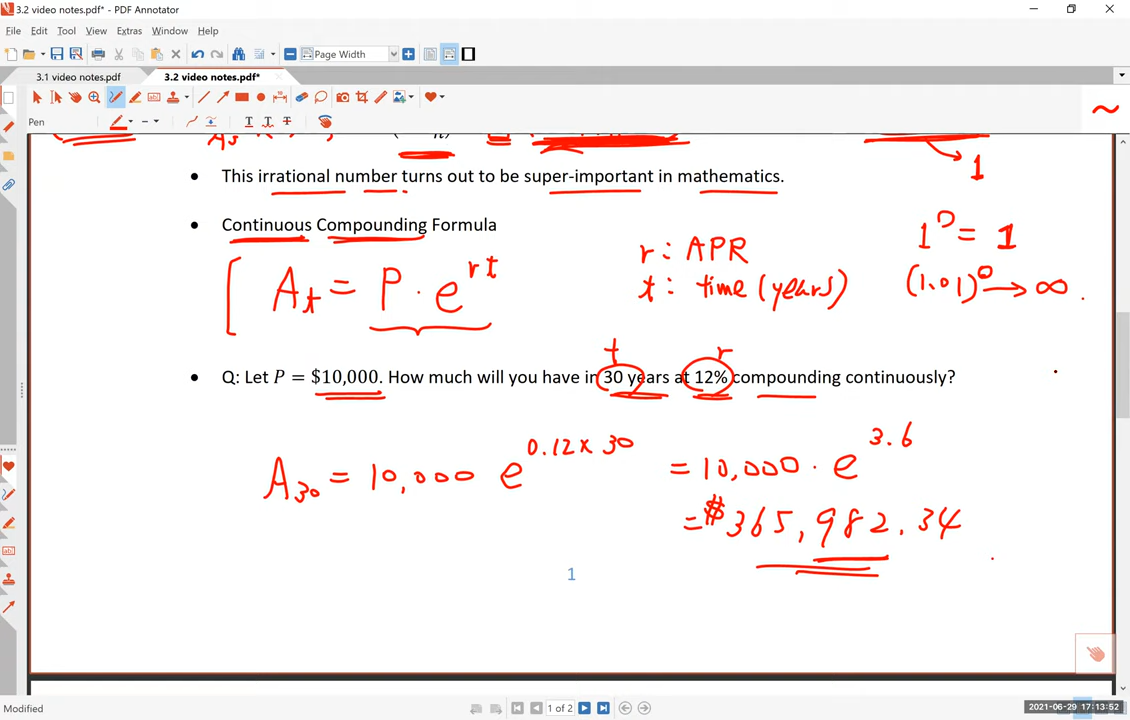 3.2 video notes.pdf* - PDF Annotator
File Edit Tool View Extras Window Help
Page Width
3.1 video notes.pdf 3.2 video notes.pdf*
Pen
1
• This irrational number turns out to be super-important in mathematics.
• Continuous Compounding Formula
A_t = P · e^{rt}
r : APR
t : time (years)
1^∞ = 1
(1.01)^∞ → ∞
t r
• Q: Let P = $10,000. How much will you have in 30 years at 12% compounding continuously?
A_30 = 10,000 e^{0.12 x 30} = 10,000 · e^{3.6}
= $365,982.34
1
Modified
1 of 2
2021-06-29 17:13:52